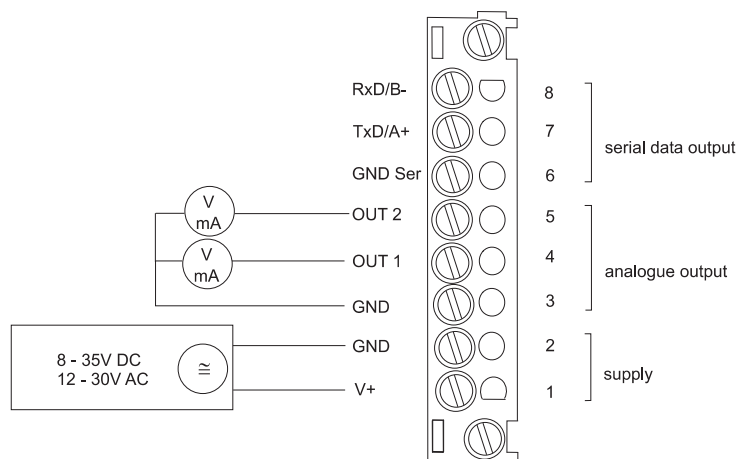 RxD/B- 8
TxD/A+ 7 serial data output
GND Ser 6
V
mA
OUT 2 5
V
mA
OUT 1 4 analogue output
GND 3
GND 2
8 - 35V DC
12 - 30V AC
≅
supply
V+ 1